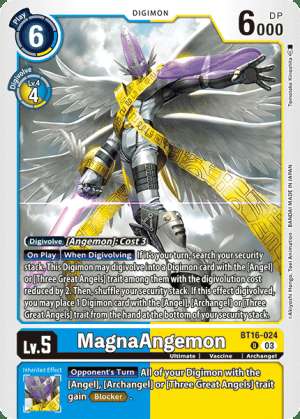 DIGIMON
Play
6
6000
DP
Digivolve
Lv.4
4
Digivolve [Angemon]: Cost 3
On Play When Digivolving If it's your turn, search your security
stack. This Digimon may digivolve into a Digimon card with the [Angel]
or [Three Great Angels] trait among them with the digivolution cost
reduced by 2. Then, shuffle your security stack. If this effect digivolved,
you may place 1 Digimon card with the [Angel], [Archangel] or [Three
Great Angels] trait from the hand at the bottom of your security stack.
BT16-024
Lv.5
MagnaAngemon
U 03
Ultimate | Vaccine | Archangel
Inherited Effect
Opponent's Turn All of your Digimon with the
[Angel], [Archangel] or [Three Great Angels] trait
gain Blocker.